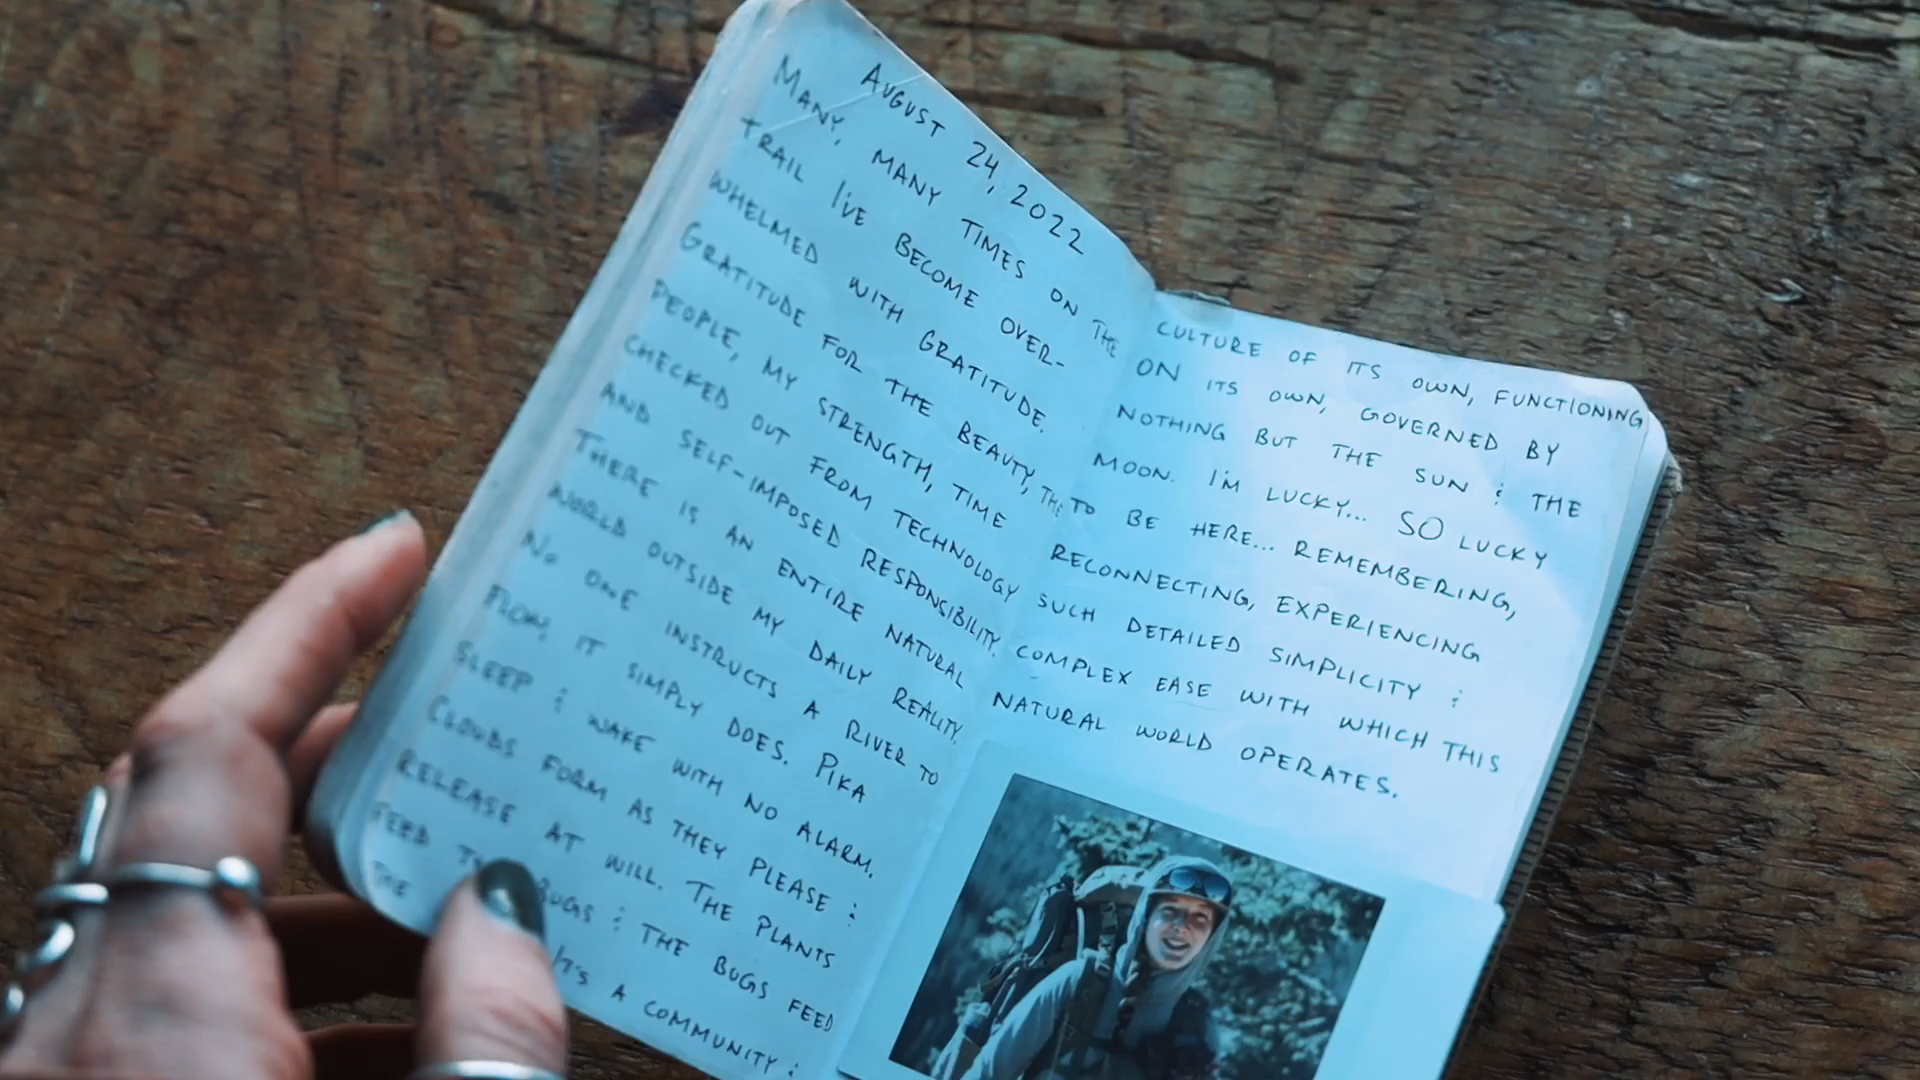 AUGUST 24, 2022
MANY, MANY TIMES ON THE
TRAIL I'VE BECOME OVER-
WHELMED WITH GRATITUDE.
GRATITUDE FOR THE BEAUTY, THE
PEOPLE, MY STRENGTH, TIME
CHECKED OUT FROM TECHNOLOGY
AND SELF-IMPOSED RESPONSIBILITY.
THERE IS AN ENTIRE NATURAL
WORLD OUTSIDE MY DAILY REALITY.
NO ONE INSTRUCTS A RIVER TO
FLOW, IT SIMPLY DOES. PIKA
SLEEP & WAKE WITH NO ALARM.
CLOUDS FORM AS THEY PLEASE &
RELEASE AT WILL. THE PLANTS
FEED THE BUGS & THE BUGS FEED
THE IT'S A COMMUNITY &
CULTURE OF ITS OWN, FUNCTIONING
ON ITS OWN, GOVERNED BY
NOTHING BUT THE SUN & THE
MOON. I'M LUCKY... SO LUCKY
TO BE HERE... REMEMBERING,
RECONNECTING, EXPERIENCING
SUCH DETAILED SIMPLICITY &
COMPLEX EASE WITH WHICH THIS
NATURAL WORLD OPERATES.